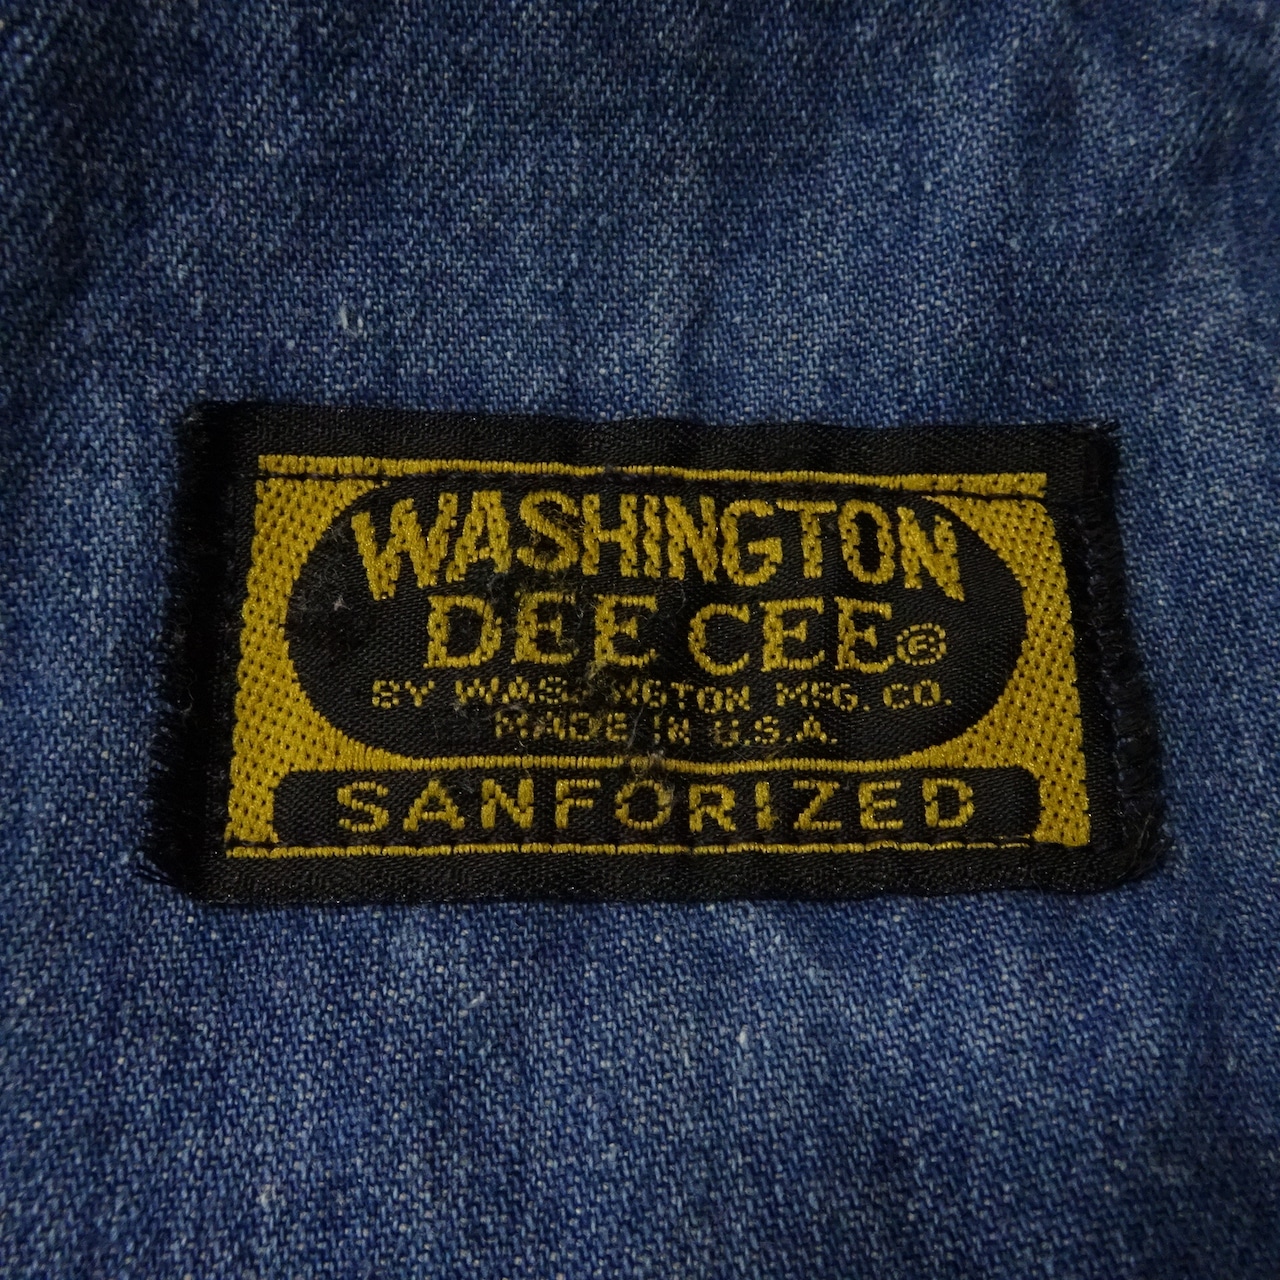 WASHINGTON
DEE CEE®
BY WASHINGTON MFG. CO.
MADE IN U.S.A.
SANFORIZED